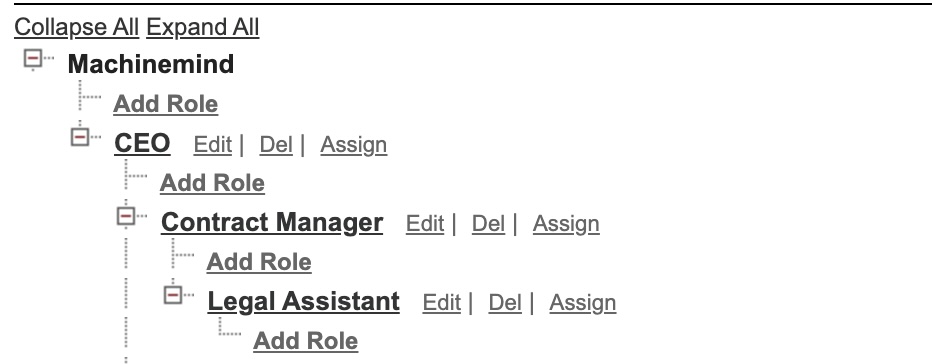 Collapse All Expand All
Machinemind
Add Role
CEO Edit | Del | Assign
Add Role
Contract Manager Edit | Del | Assign
Add Role
Legal Assistant Edit | Del | Assign
Add Role